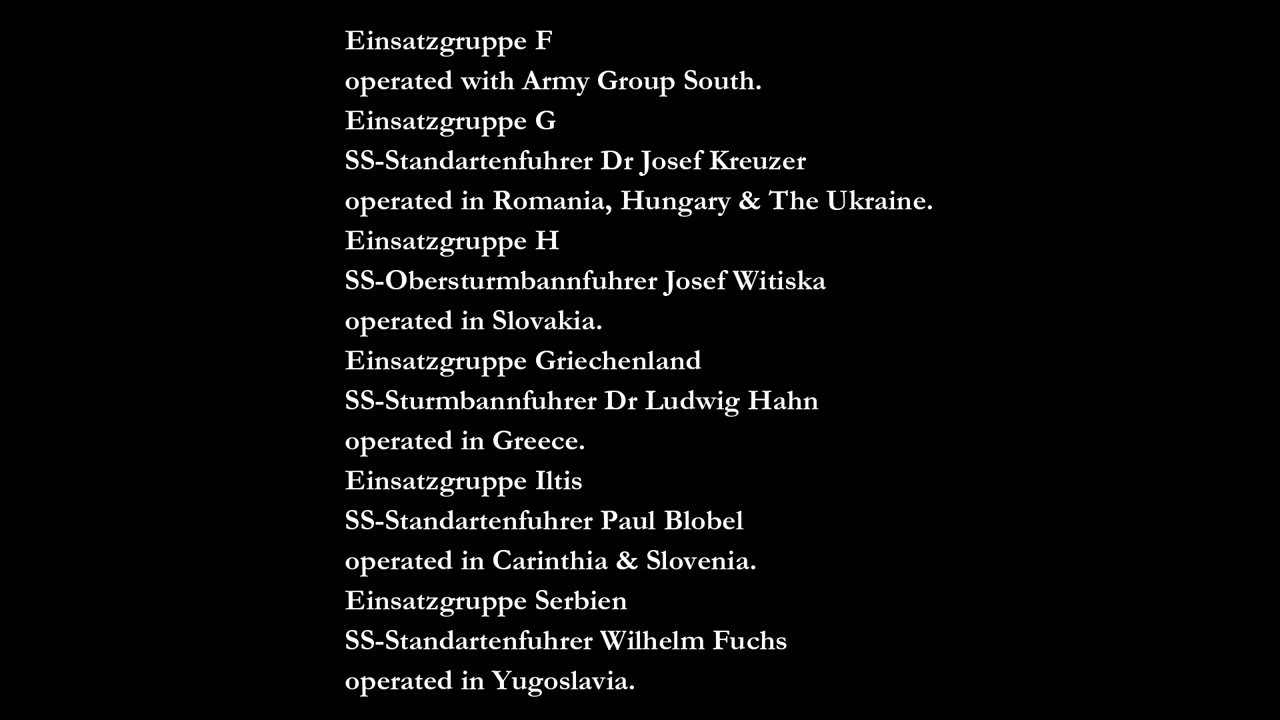 Einsatzgruppe F
operated with Army Group South.
Einsatzgruppe G
SS-Standartenfuhrer Dr Josef Kreuzer
operated in Romania, Hungary & The Ukraine.
Einsatzgruppe H
SS-Obersturmbannfuhrer Josef Witiska
operated in Slovakia.
Einsatzgruppe Griechenland
SS-Sturmbannfuhrer Dr Ludwig Hahn
operated in Greece.
Einsatzgruppe Iltis
SS-Standartenfuhrer Paul Blobel
operated in Carinthia & Slovenia.
Einsatzgruppe Serbien
SS-Standartenfuhrer Wilhelm Fuchs
operated in Yugoslavia.